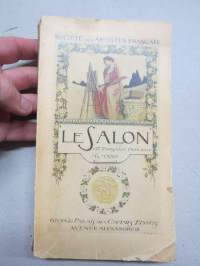 SOCIÉTÉ DES ARTISTES FRANÇAIS
LE SALON
GRAND PALAIS DES CHAMPS ELYSÉES
AVENUE ALEXANDRE III